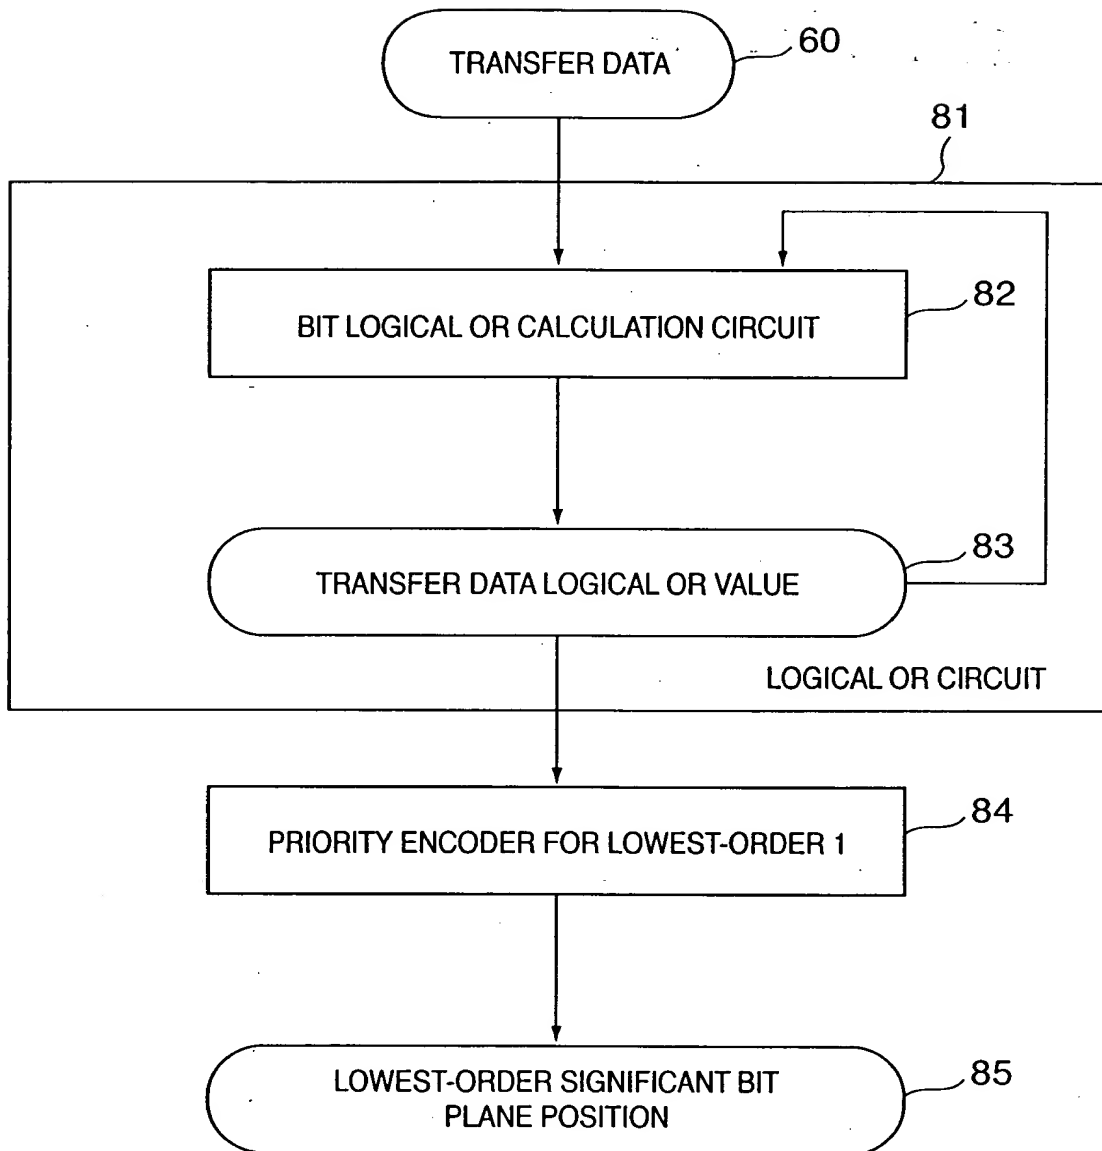 TRANSFER DATA
60
81
BIT LOGICAL OR CALCULATION CIRCUIT
82
TRANSFER DATA LOGICAL OR VALUE
83
LOGICAL OR CIRCUIT
PRIORITY ENCODER FOR LOWEST-ORDER 1
84
LOWEST-ORDER SIGNIFICANT BIT
PLANE POSITION
85